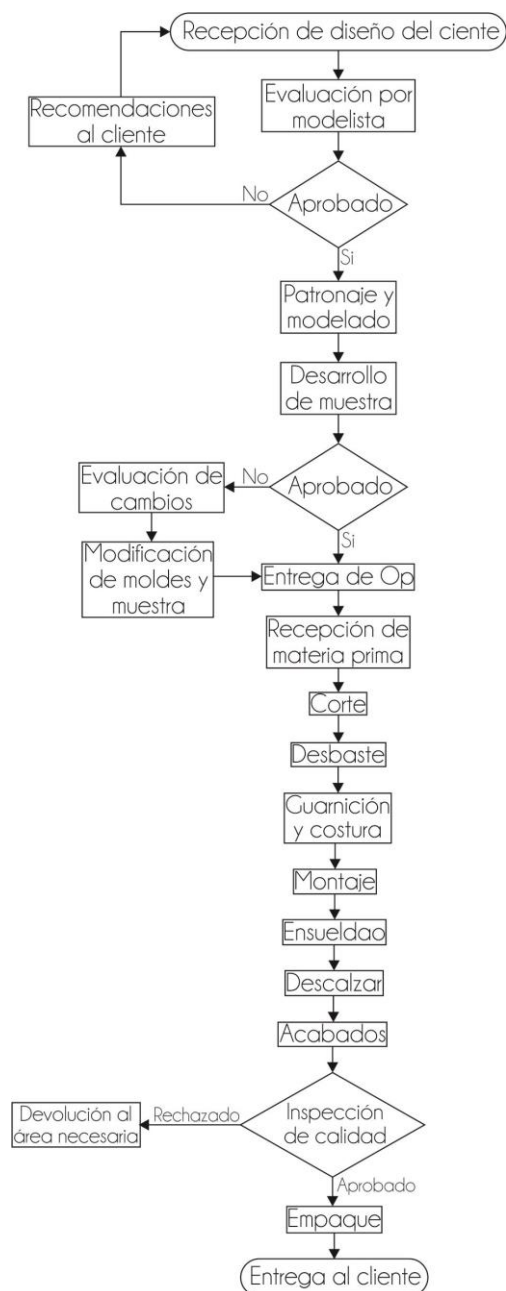 Recepción de diseño del ciente
Evaluación por
modelista
Recomendaciones
al cliente
No
Aprobado
Si
Patronaje y
modelado
Desarrollo
de muestra
Aprobado
No
Evaluación de
cambios
Modificación
de moldes y
muestra
Si
Entrega de Op
Recepción de
materia prima
Corte
Desbaste
Guarnición
y costura
Montaje
Ensueldao
Descalzar
Acabados
Inspección
de calidad
Rechazado
Devolución al
área necesaria
Aprobado
Empaque
Entrega al cliente